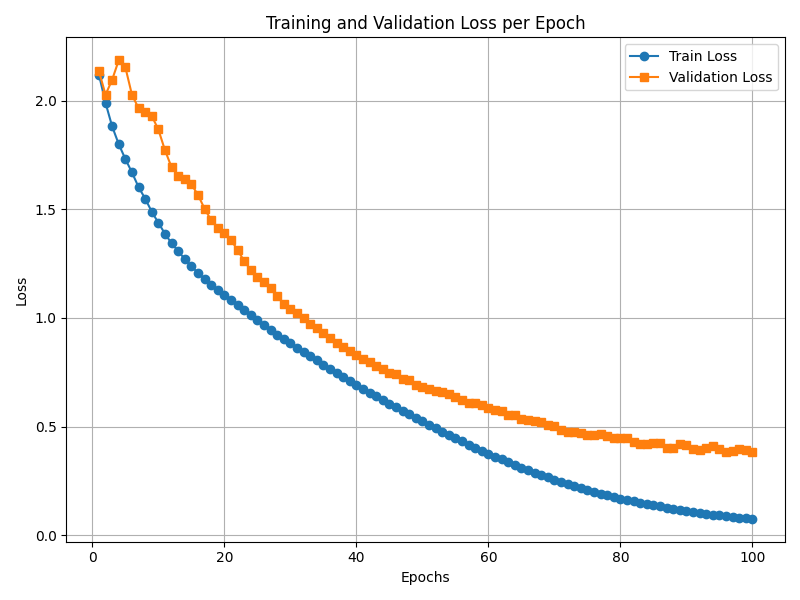 Training and Validation Loss per Epoch
Train Loss
Validation Loss
2.0
1.5
1.0
0.5
0.0
Loss
0 20 40 60 80 100
Epochs